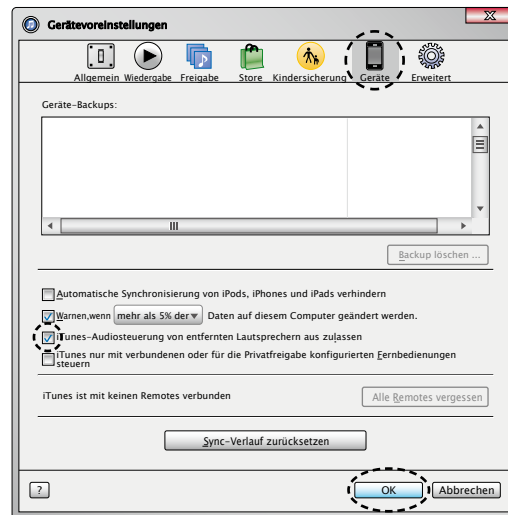 Gerätevoreinstellungen
Allgemein Wiedergabe Freigabe Store Kindersicherung Geräte Erweitert
Geräte-Backups:
Backup löschen ...
Automatische Synchronisierung von iPods, iPhones und iPads verhindern
Warnen,wenn mehr als 5% der Daten auf diesem Computer geändert werden.
iTunes-Audiosteuerung von entfernten Lautsprechern aus zulassen
iTunes nur mit verbundenen oder für die Privatfreigabe konfigurierten Fernbedienungen
steuern
iTunes ist mit keinen Remotes verbunden
Alle Remotes vergessen
Sync-Verlauf zurücksetzen
? OK Abbrechen